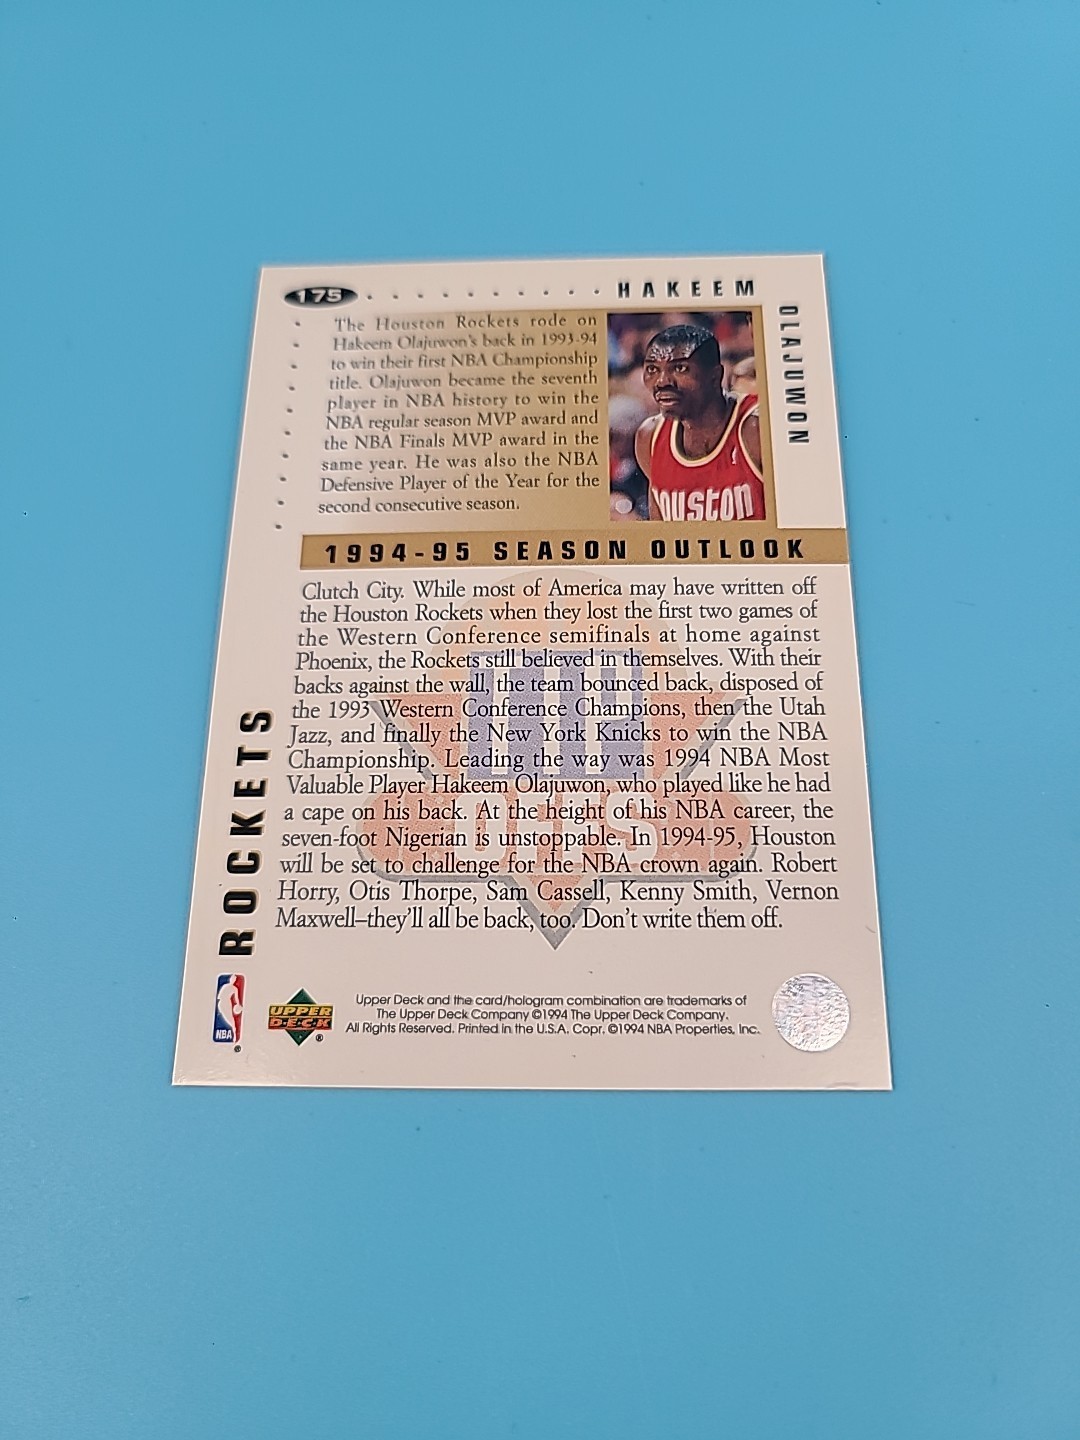 175
HAKEEM
OLAJUWON
The Houston Rockets rode on
Hakeem Olajuwon's back in 1993-94
to win their first NBA Championship
title. Olajuwon became the seventh
player in NBA history to win the
NBA regular season MVP award and
the NBA Finals MVP award in the
same year. He was also the NBA
Defensive Player of the Year for the
second consecutive season.
ouston
1994-95 SEASON OUTLOOK
Clutch City. While most of America may have written off
the Houston Rockets when they lost the first two games of
the Western Conference semifinals at home against
Phoenix, the Rockets still believed in themselves. With their
backs against the wall, the team bounced back, disposed of
the 1993 Western Conference Champions, then the Utah
Jazz, and finally the New York Knicks to win the NBA
Championship. Leading the way was 1994 NBA Most
Valuable Player Hakeem Olajuwon, who played like he had
a cape on his back. At the height of his NBA career, the
seven-foot Nigerian is unstoppable. In 1994-95, Houston
will be set to challenge for the NBA crown again. Robert
Horry, Otis Thorpe, Sam Cassell, Kenny Smith, Vernon
Maxwell–they'll all be back, too. Don't write them off.
ROCKETS
NBA
®
UPPER
DECK
®
Upper Deck and the card/hologram combination are trademarks of
The Upper Deck Company ©1994 The Upper Deck Company.
All Rights Reserved. Printed in the U.S.A. Copr. ©1994 NBA Properties, Inc.